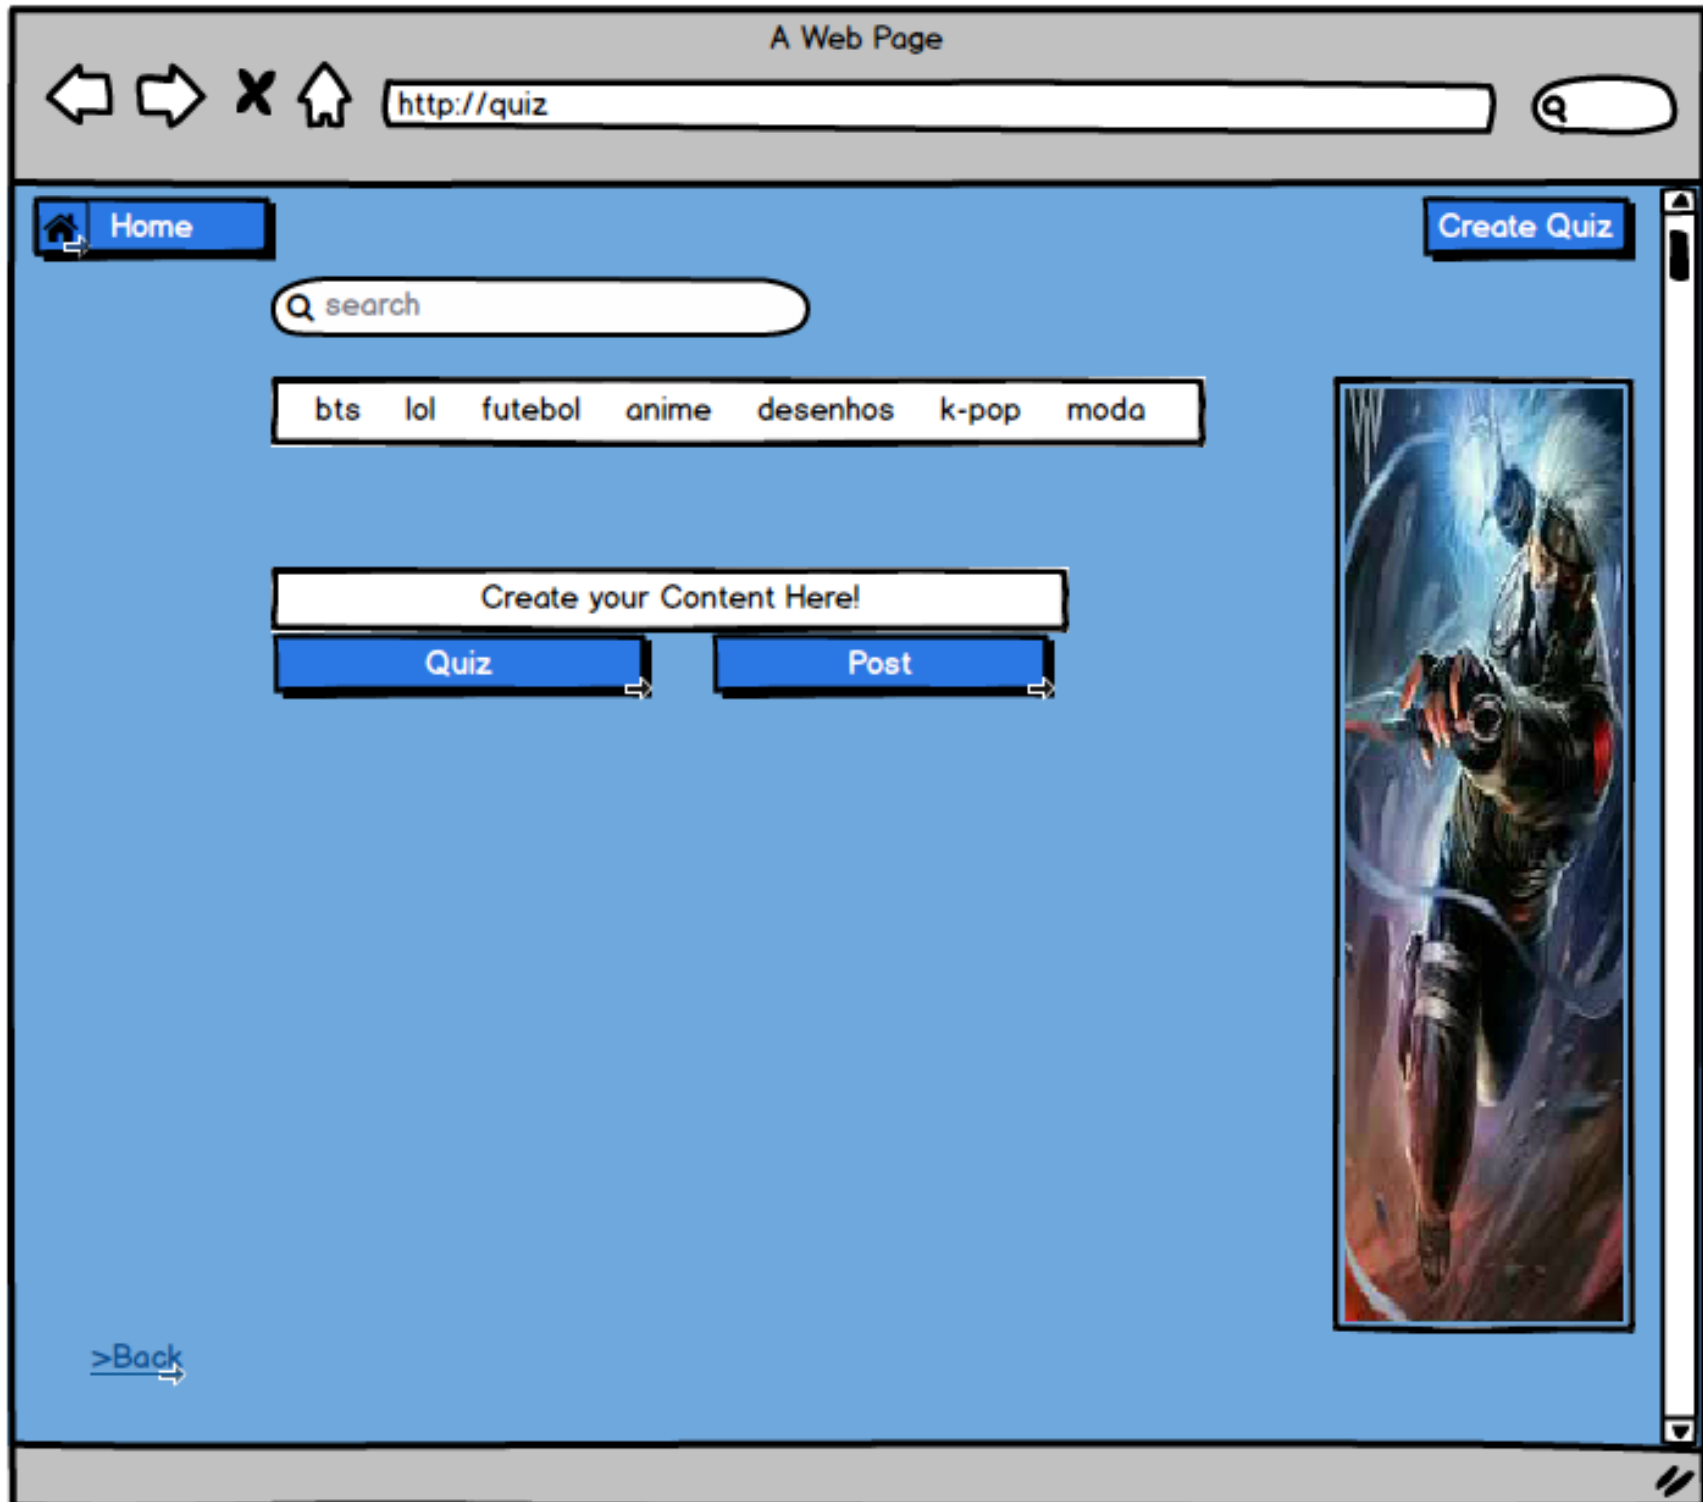 A Web Page
http://quiz
Home
Create Quiz
search
bts lol futebol anime desenhos k-pop moda
Create your Content Here!
Quiz Post
>Back